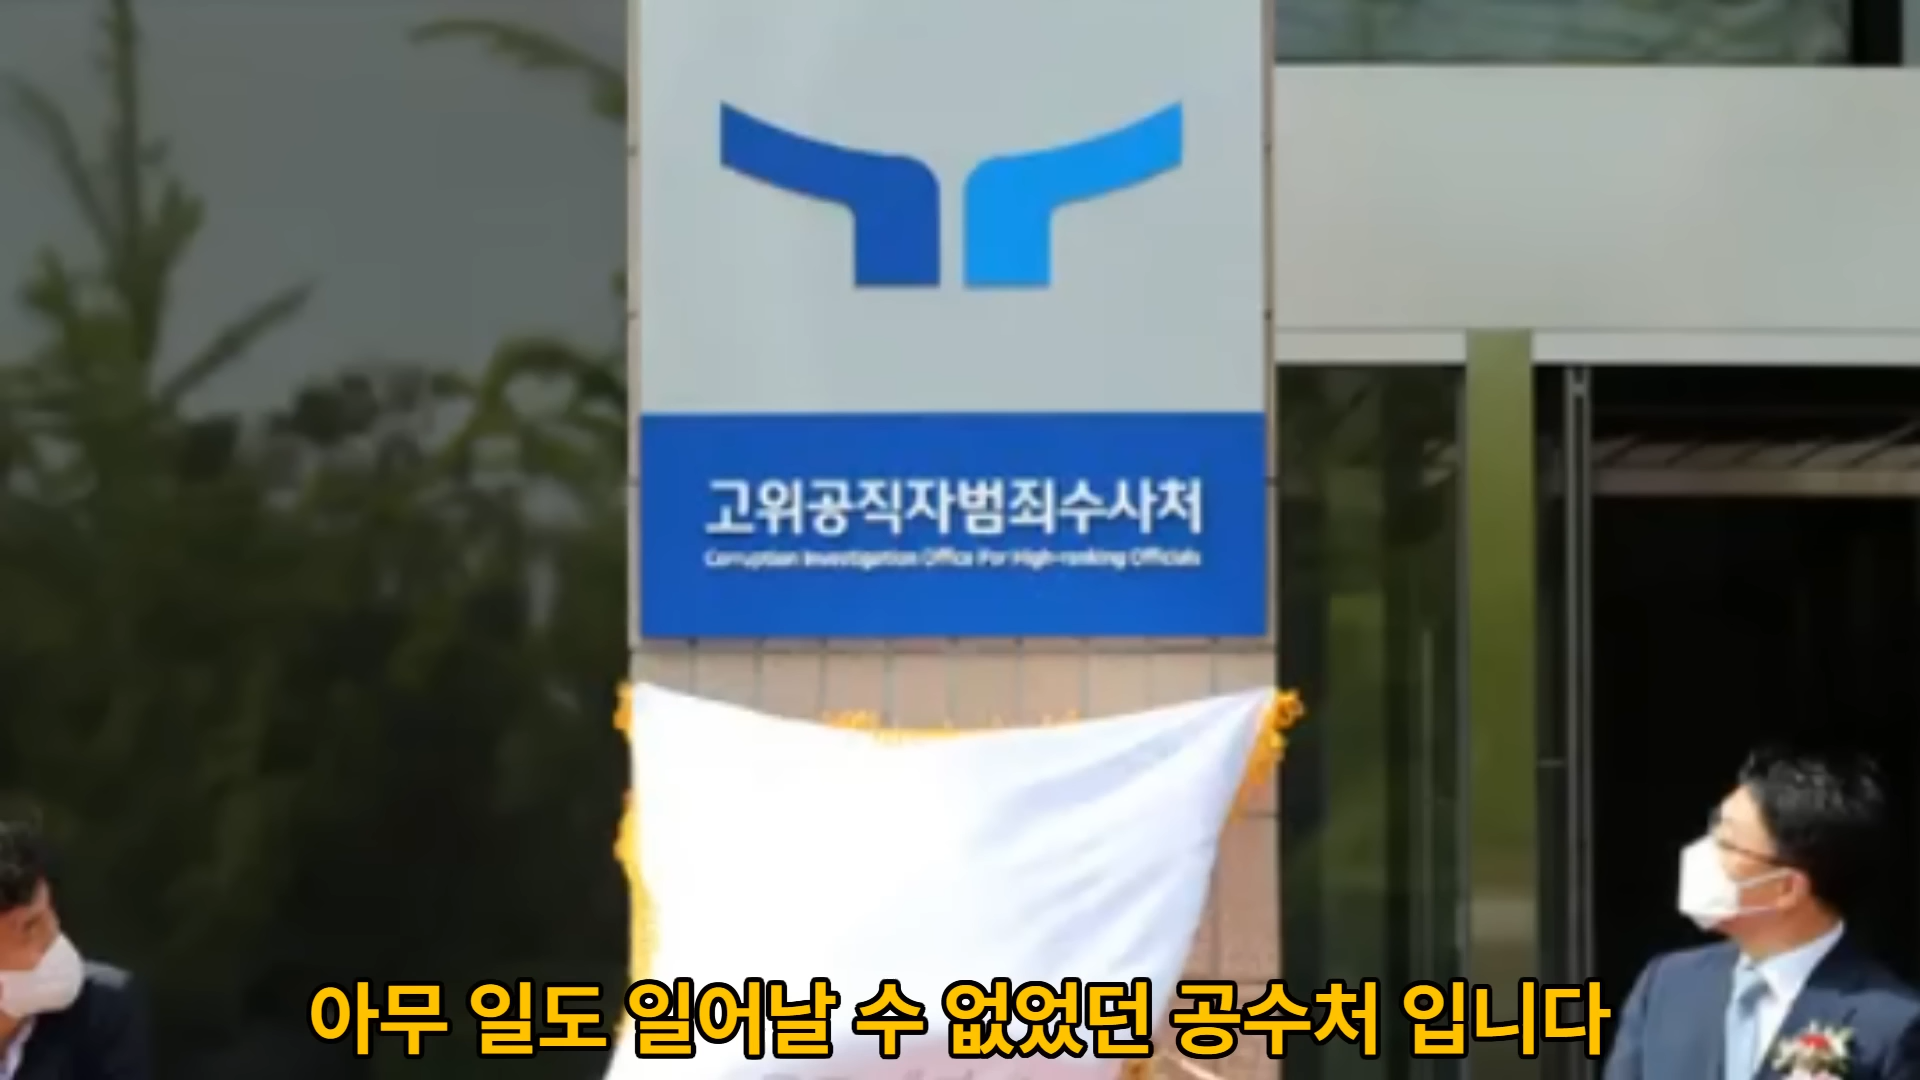 고위공직자범죄수사처
Corruption Investigation Office For High-ranking Officials
아무 일도 일어날 수 없었던 공수처 입니다